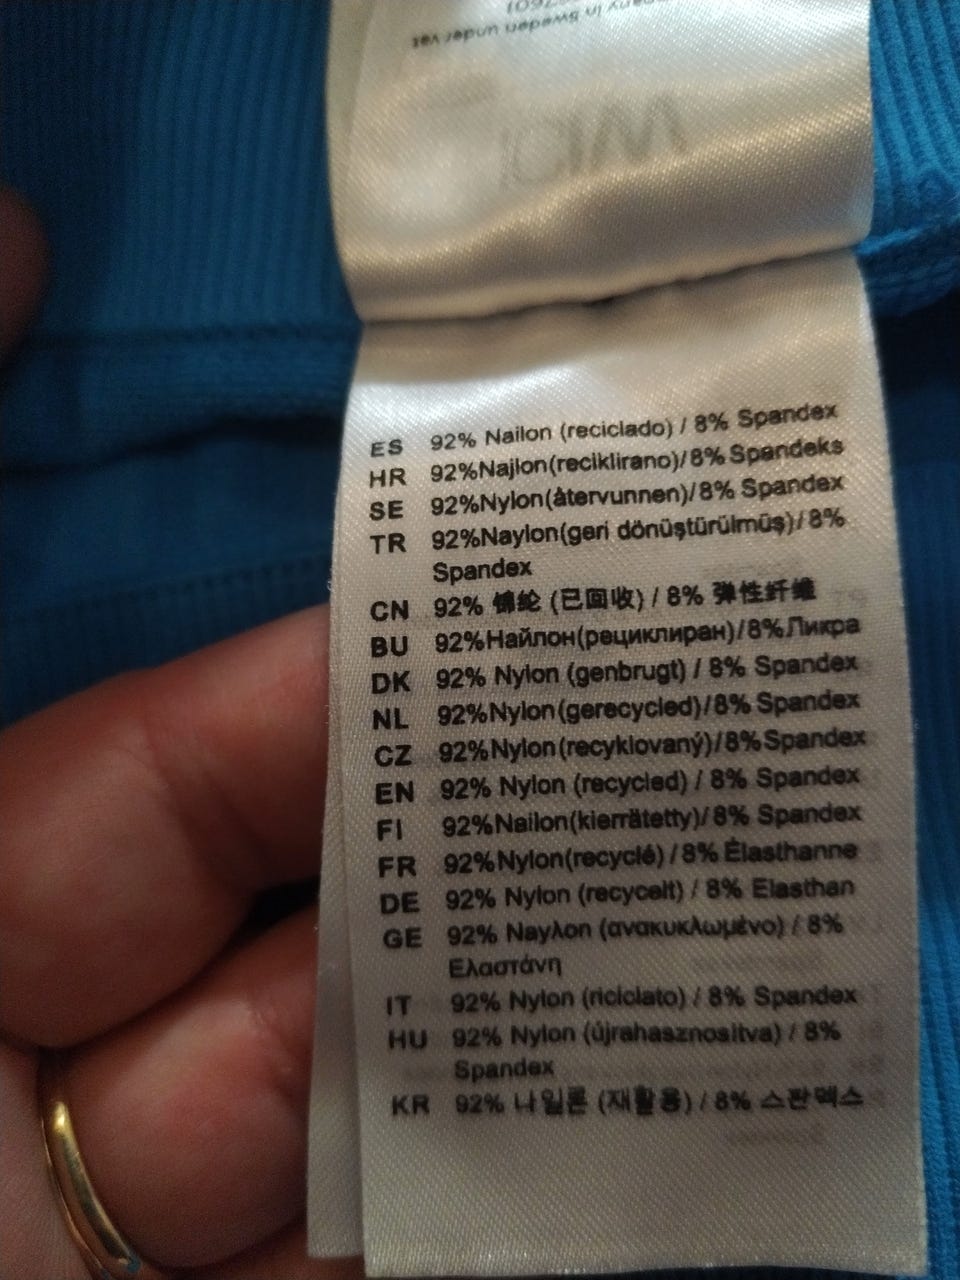 ES 92% Nailon (reciclado) / 8% Spandex
HR 92%Najlon(reciklirano)/8% Spandeks
SE 92%Nylon(återvunnen)/8% Spandex
TR 92%Naylon(geri dönüştürülmüş)/8%
Spandex
CN 92% 锦纶 (已回收) / 8% 弹性纤维
BU 92%Найлон(рециклиран)/8%Ликра
DK 92% Nylon (genbrugt) / 8% Spandex
NL 92%Nylon(gerecycled)/8% Spandex
CZ 92%Nylon(recyklovaný)/8%Spandex
EN 92% Nylon (recycled) / 8% Spandex
FI 92%Nailon(kierrätetty)/8% Spandex
FR 92%Nylon(recyclé) / 8% Élasthanne
DE 92% Nylon (recycelt) / 8% Elasthan
GE 92% Ναyλon (ανακυκλωμένο) / 8%
Ελαστάνη
IT 92% Nylon (riciclato) / 8% Spandex
HU 92% Nylon (újrahasznosítva) / 8%
Spandex
KR 92% 나일론 (재활용) / 8% 스판덱스
in Sweden under vat